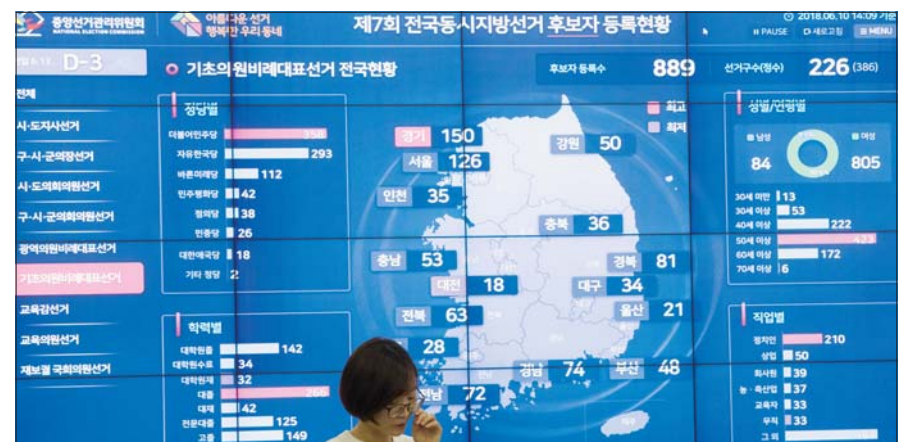 중앙선거관리위원회
NATIONAL ELECTION COMMISSION
아름다운 선거
행복한 우리 동네
제7회 전국동시지방선거 후보자 등록현황
2018.06.10 14:09 기준
PAUSE
새로고침
MENU
D-3
기초의원비례대표선거 전국현황
후보자 등록수 889
선거구수(정수) 226 (386)
전체
시·도지사선거
구·시·군의장선거
시·도의회의원선거
구·시·군의회의원선거
광역의원비례대표선거
기초의원비례대표선거
교육감선거
교육의원선거
재보궐 국회의원선거
정당별
더불어민주당 358
자유한국당 293
바른미래당 112
민주평화당 42
정의당 38
민중당 26
대한애국당 18
기타 정당 2
학력별
대학원졸 142
대학원수료 34
대학원재 32
대졸 266
대재 42
전문대졸 125
고졸 149
최고
최저
경기 150
강원 50
서울 126
인천 35
충북 36
충남 53
경북 81
대전 18
대구 34
전북 63
울산 21
28
경남 74
부산 48
전남 72
제주
성별/연령별
남성
여성
84
805
30세 미만 13
30세 이상 53
40세 이상 222
50세 이상 423
60세 이상 172
70세 이상 6
직업별
정치인 210
상업 50
회사원 39
농·축산업 37
교육자 33
무직 33
그 외